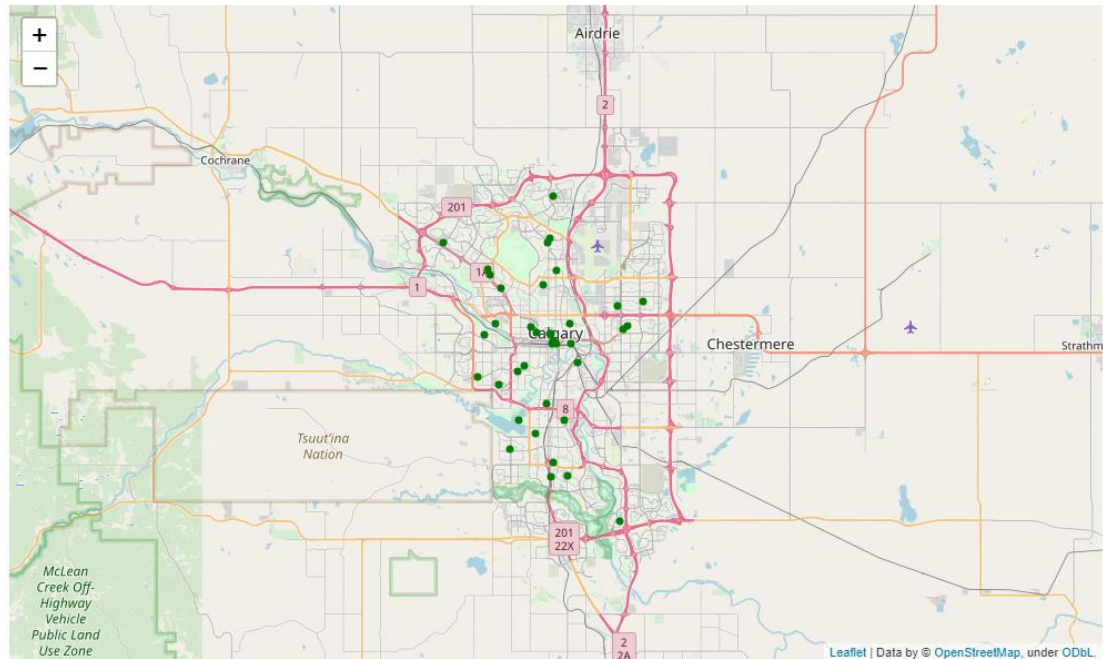 +
−
Airdrie
2
Cochrane
201
1A
1
Calgary
Chestermere
Strathm
8
Tsuut'ina
Nation
201
22X
McLean
Creek Off-
Highway
Vehicle
Public Land
Use Zone
2
2A
Leaflet | Data by © OpenStreetMap, under ODbL.